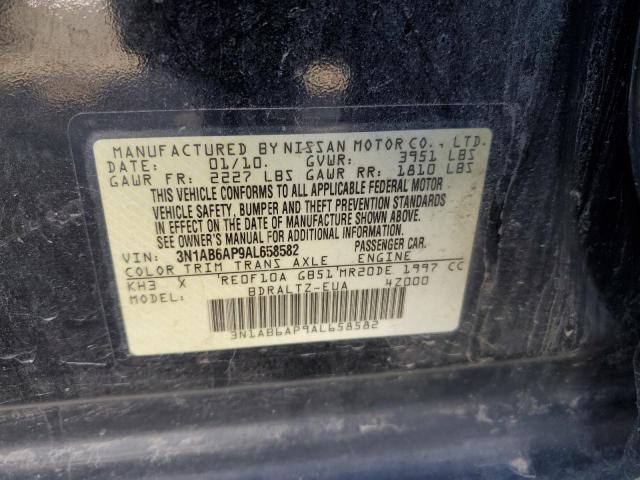 MANUFACTURED BY NISSAN MOTOR CO., LTD.
DATE: 01/10. GVWR: 3951 LBS
GAWR FR: 2227 LBS GAWR RR: 1810 LBS
THIS VEHICLE CONFORMS TO ALL APPLICABLE FEDERAL MOTOR
VEHICLE SAFETY, BUMPER AND THEFT PREVENTION STANDARDS
IN EFFECT ON THE DATE OF MANUFACTURE SHOWN ABOVE.
SEE OWNER'S MANUAL FOR ADDITIONAL INFORMATION.
VIN: 3N1AB6AP9AL658582 PASSENGER CAR.
COLOR TRIM TRANS AXLE ENGINE
KH3 X RE0F10A GB51 MR20DE 1997 CC
MODEL: BDRALTZ-EUA 4Z000
3N1AB6AP9AL658582